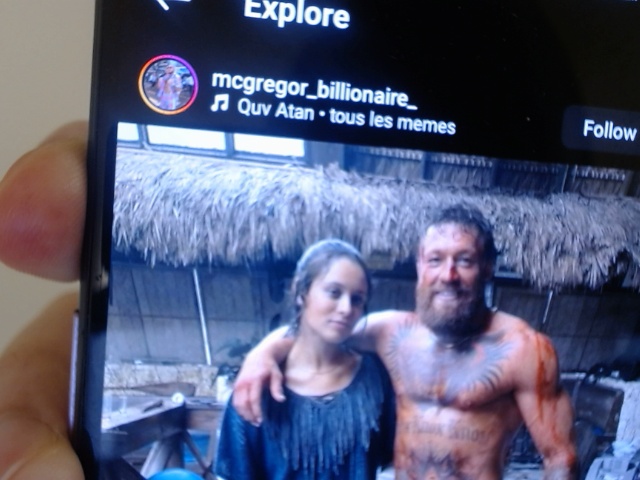 Explore
mcgregor_billionaire_
Quv Atan • tous les memes
Follow